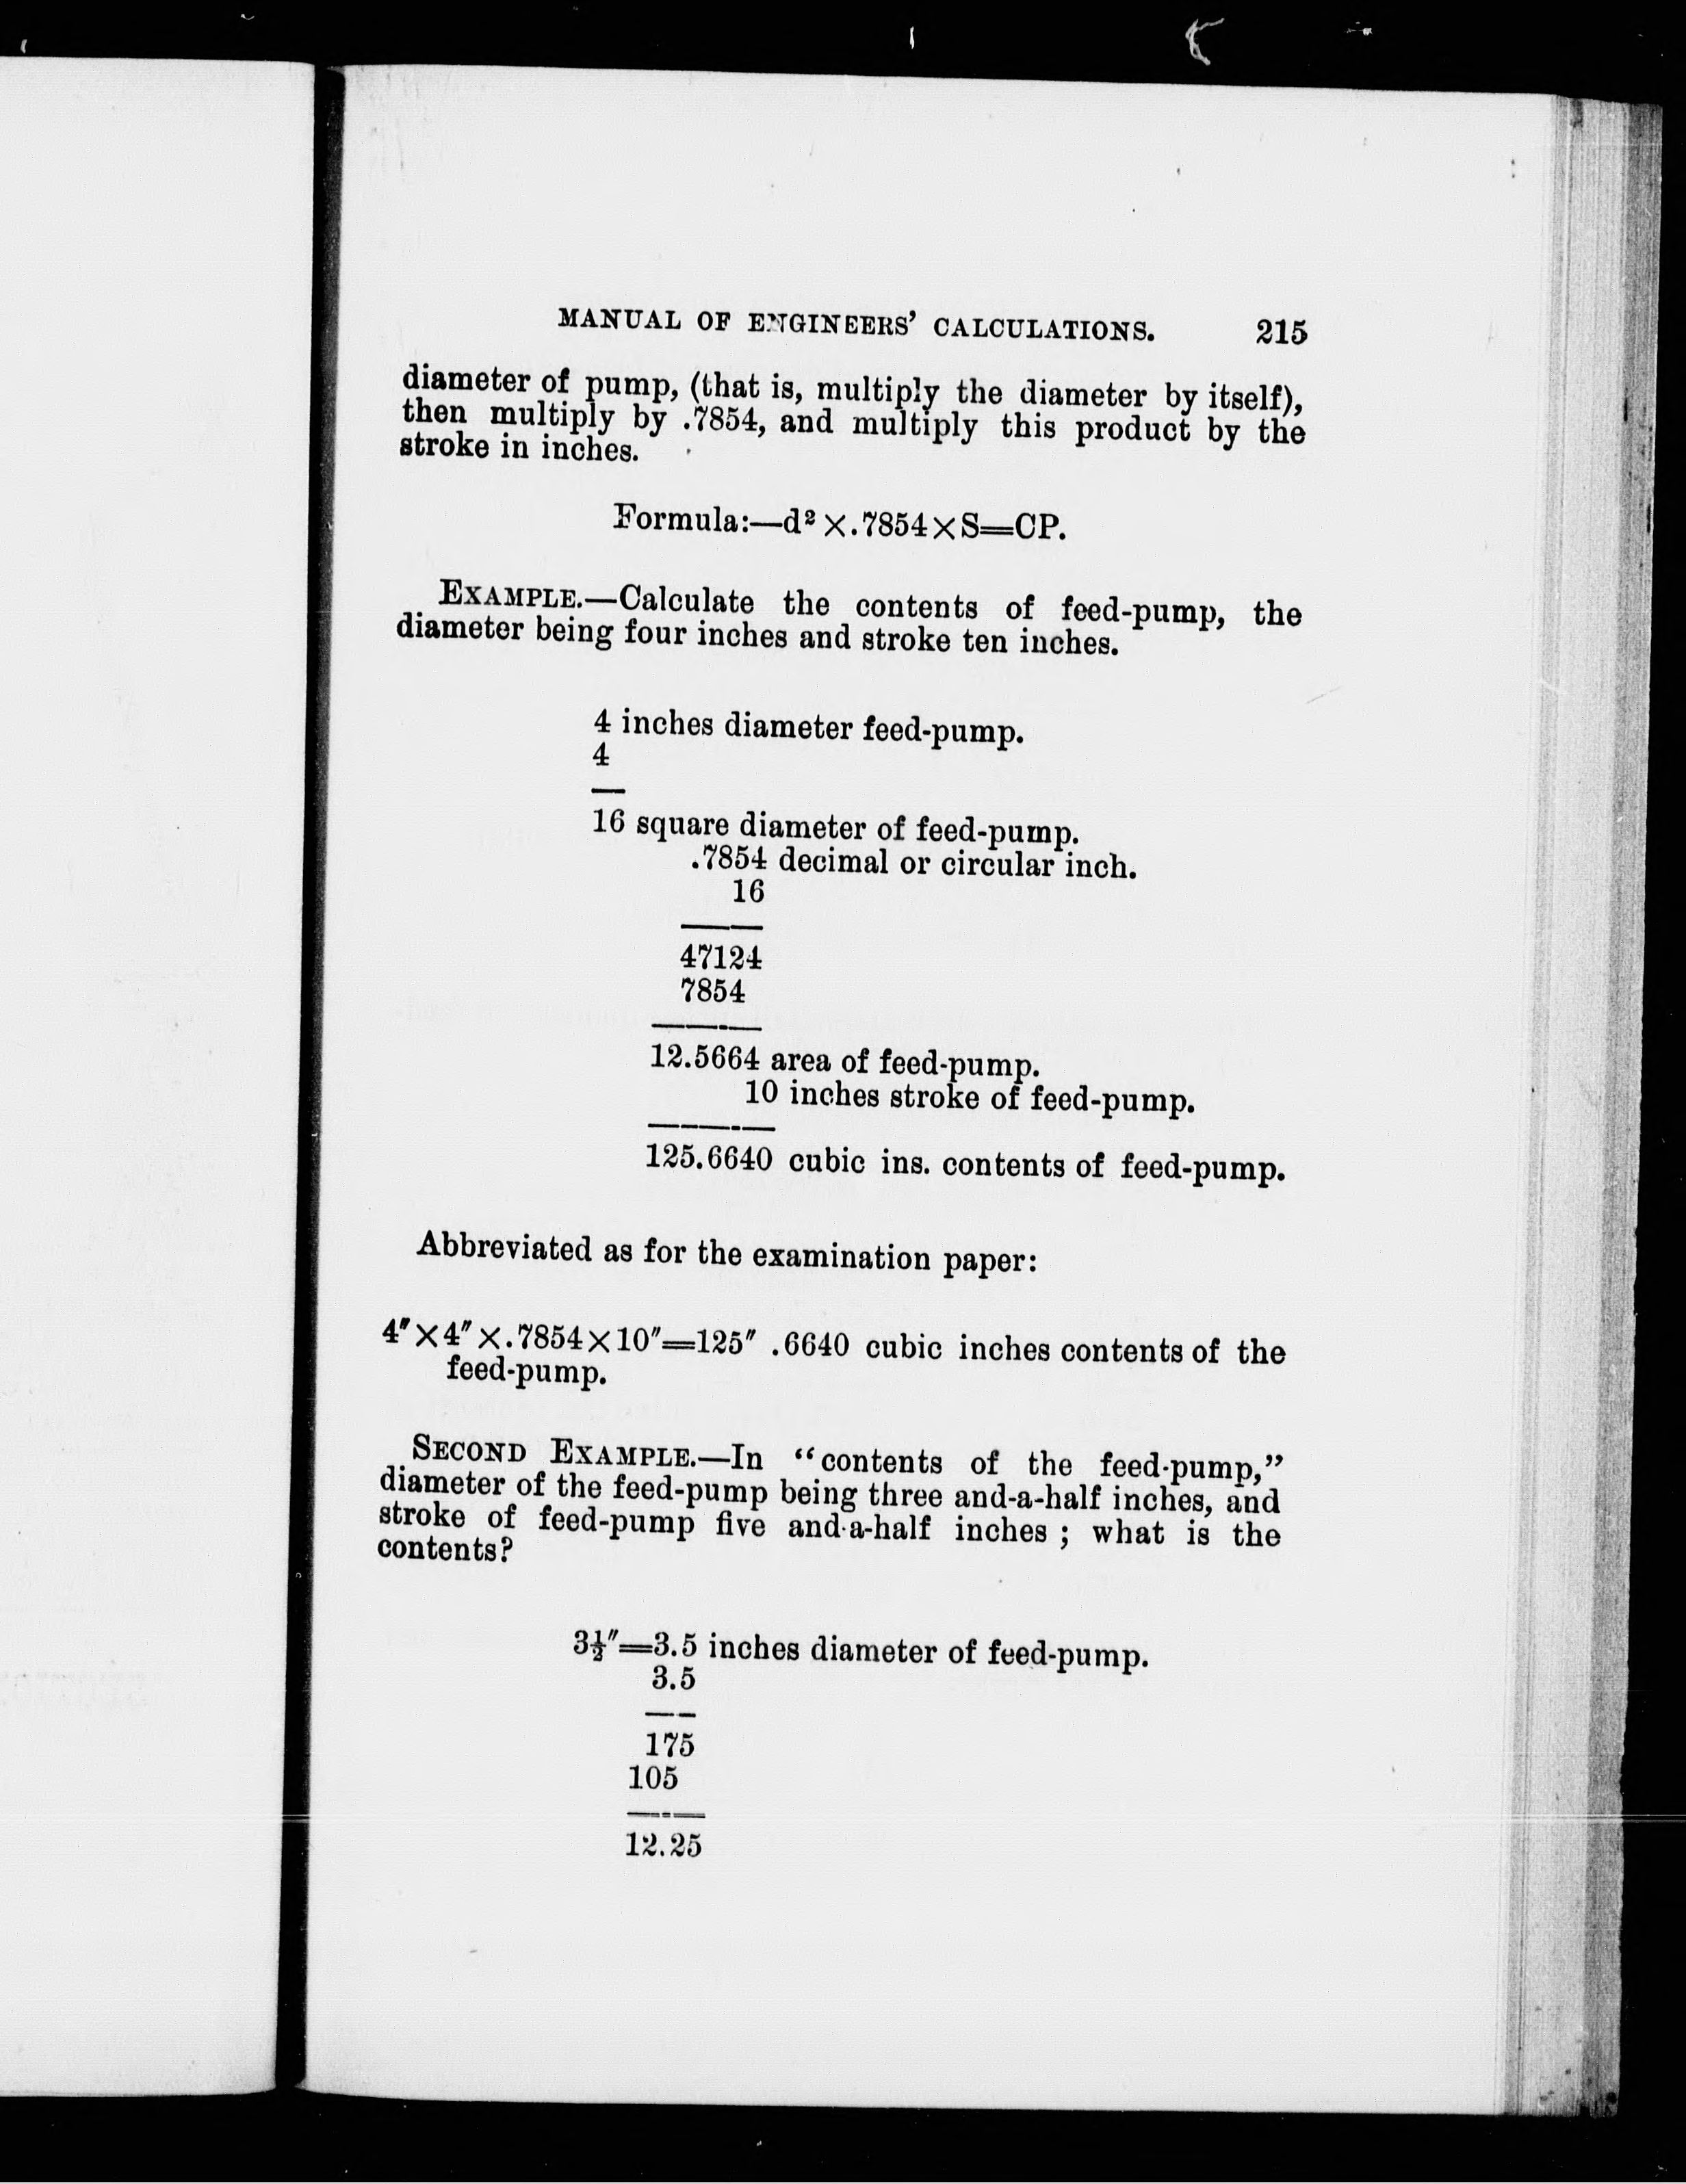 MANUAL OF ENGINEERS’ CALCULATIONS. 215
diameter of pump, (that is, multiply the diameter by itself),
then multiply by .7854, and multiply this product by the
stroke in inches.
Formula:—d² ×.7854×S=CP.
EXAMPLE.—Calculate the contents of feed-pump, the
diameter being four inches and stroke ten inches.
4 inches diameter feed-pump.
4
16 square diameter of feed-pump.
.7854 decimal or circular inch.
16
47124
7854
12.5664 area of feed-pump.
10 inches stroke of feed-pump.
125.6640 cubic ins. contents of feed-pump.
Abbreviated as for the examination paper:
4″×4″×.7854×10″=125″ .6640 cubic inches contents of the
feed-pump.
SECOND EXAMPLE.—In “contents of the feed-pump,”
diameter of the feed-pump being three and-a-half inches, and
stroke of feed-pump five and-a-half inches ; what is the
contents?
3½″=3.5 inches diameter of feed-pump.
3.5
175
105
12.25